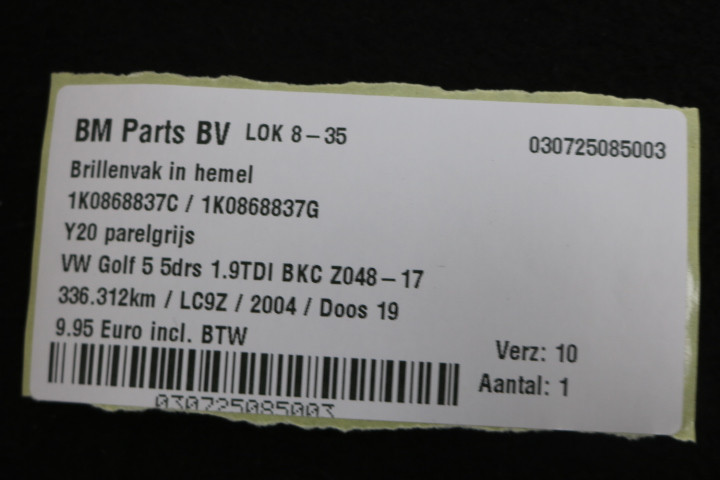 BM Parts BV LOK 8-35
030725085003
Brillenvak in hemel
1K0868837C / 1K0868837G
Y20 parelgrijs
VW Golf 5 5drs 1.9TDI BKC Z048-17
336.312km / LC9Z / 2004 / Doos 19
9.95 Euro incl. BTW
Verz: 10
Aantal: 1
030725085003